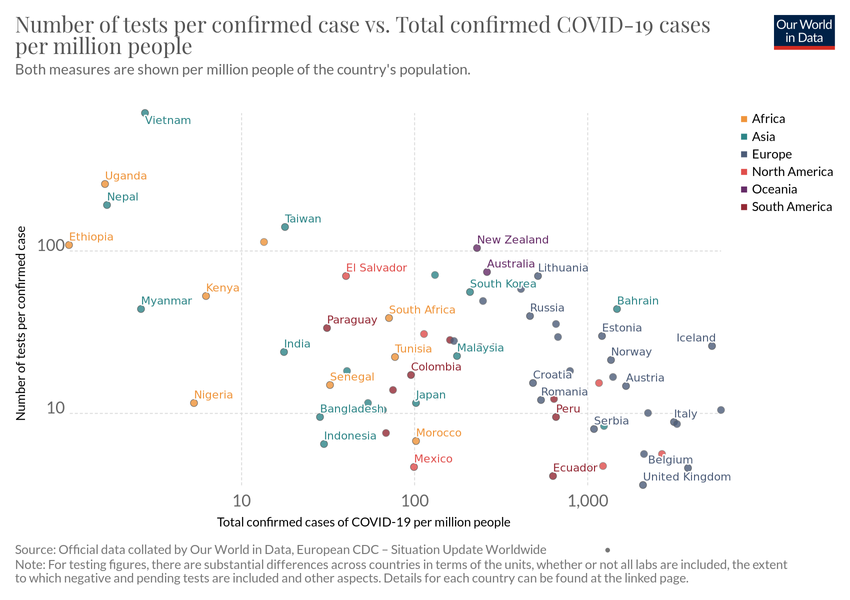 Number of tests per confirmed case vs. Total confirmed COVID-19 cases
per million people
Our World
in Data
Both measures are shown per million people of the country's population.
Vietnam
Africa
Asia
Europe
North America
Oceania
South America
Uganda
Nepal
Taiwan
Ethiopia
100
New Zealand
El Salvador
Australia
Lithuania
South Korea
Kenya
Myanmar
Bahrain
South Africa
Russia
Paraguay
Estonia
Iceland
India
Tunisia
Malaysia
Norway
Colombia
Senegal
Croatia
Austria
Nigeria
Japan
Romania
10
Bangladesh
Peru
Italy
Serbia
Indonesia
Morocco
Mexico
Belgium
Ecuador
United Kingdom
Number of tests per confirmed case
10
100
1,000
Total confirmed cases of COVID-19 per million people
Source: Official data collated by Our World in Data, European CDC – Situation Update Worldwide
Note: For testing figures, there are substantial differences across countries in terms of the units, whether or not all labs are included, the extent
to which negative and pending tests are included and other aspects. Details for each country can be found at the linked page.